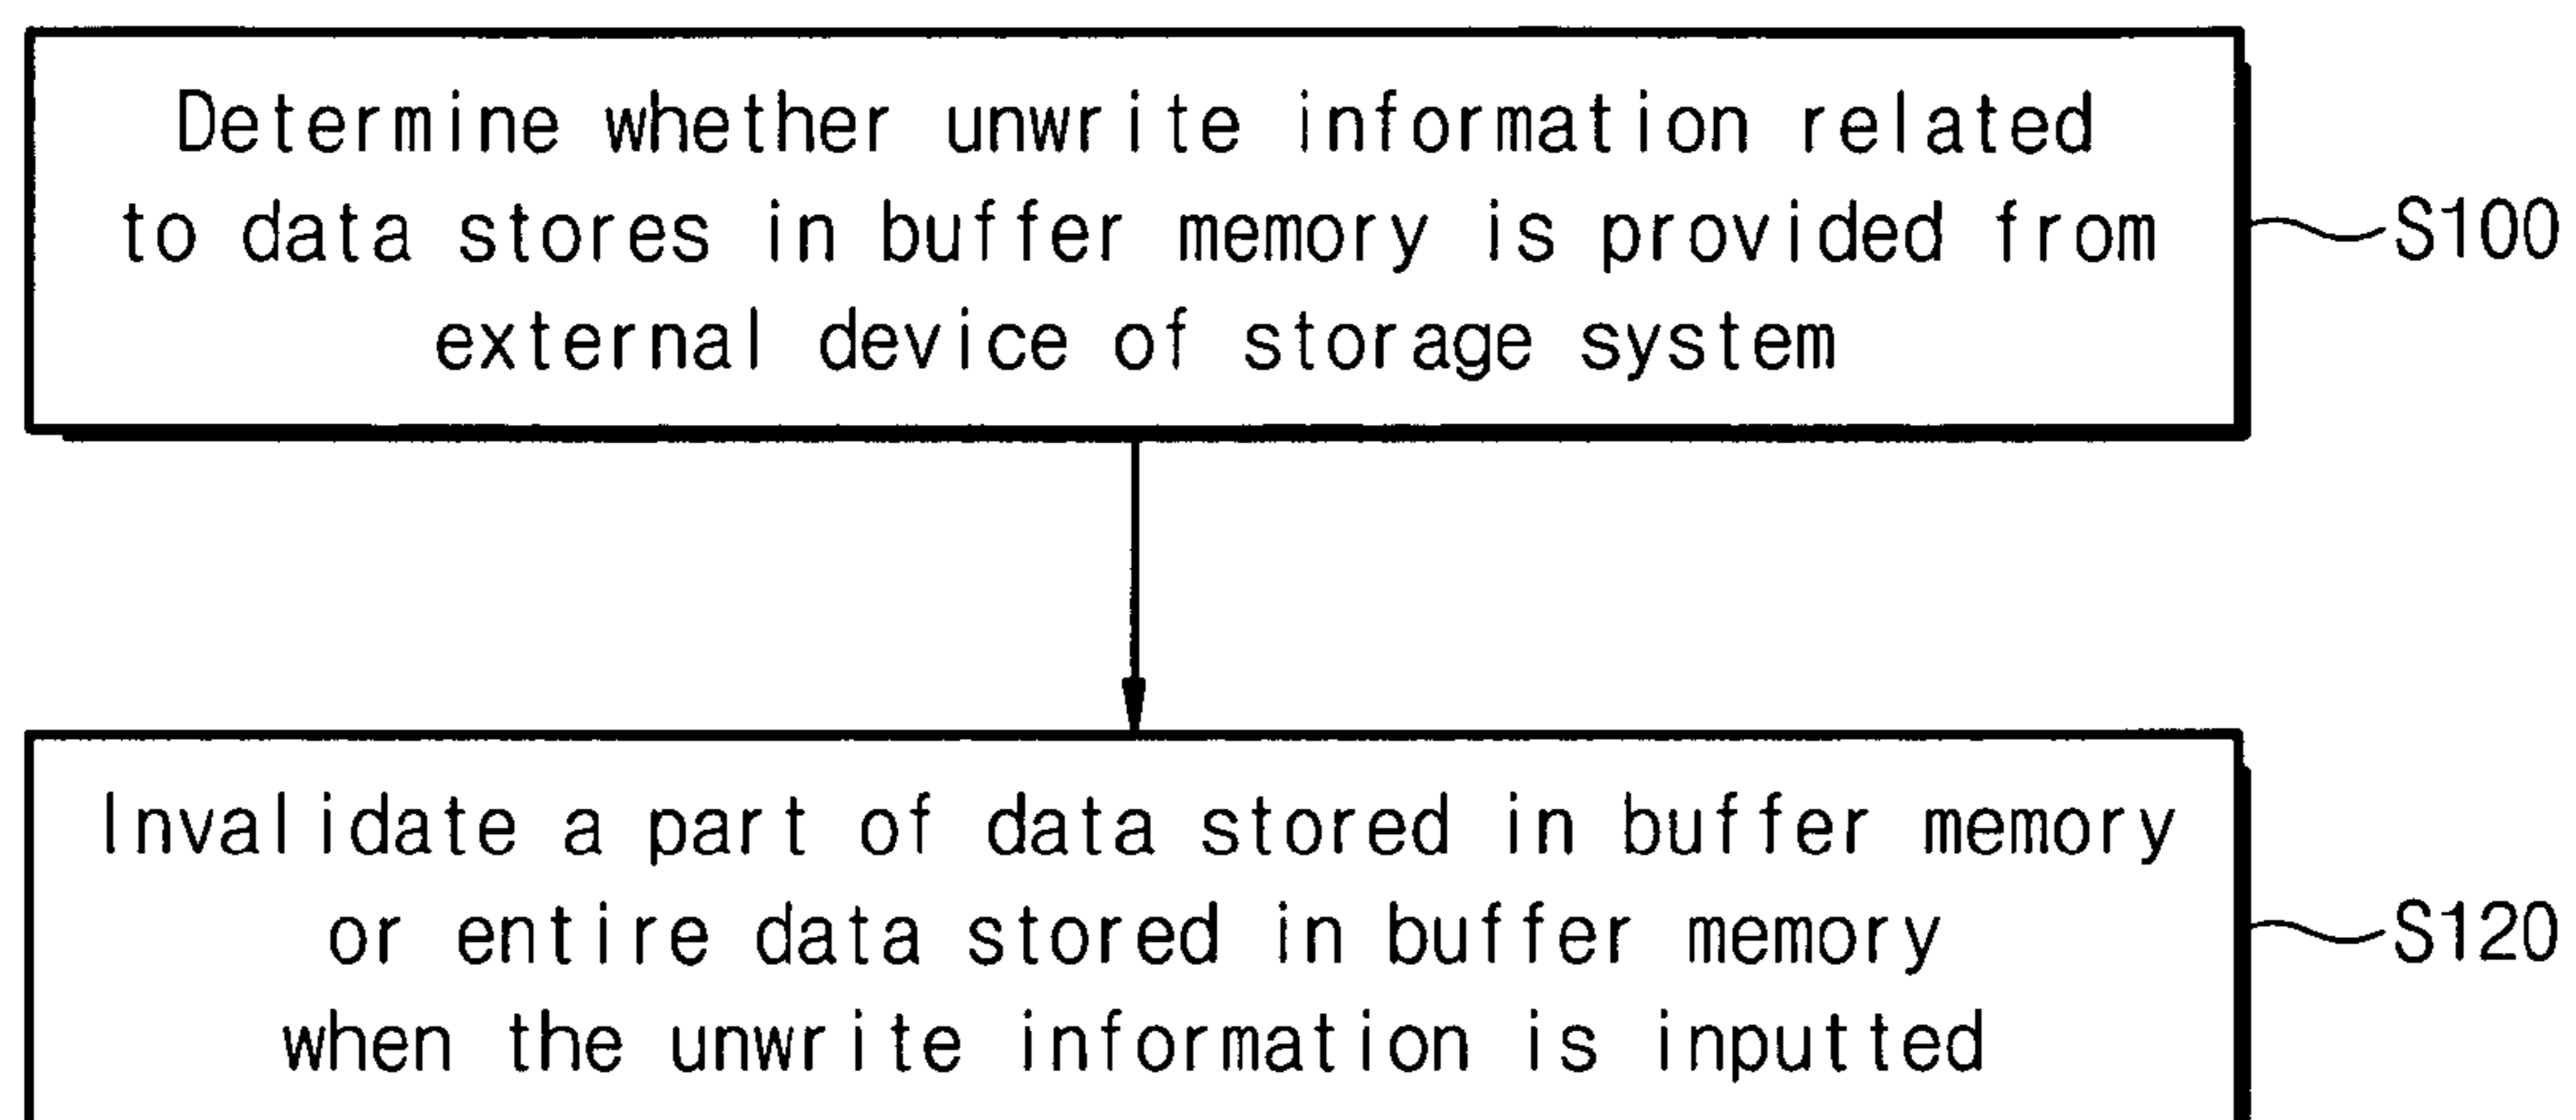 Determine whether unwrite information related
to data stores in buffer memory is provided from
external device of storage system
S100
Invalidate a part of data stored in buffer memory
or entire data stored in buffer memory
when the unwrite information is inputted
S120